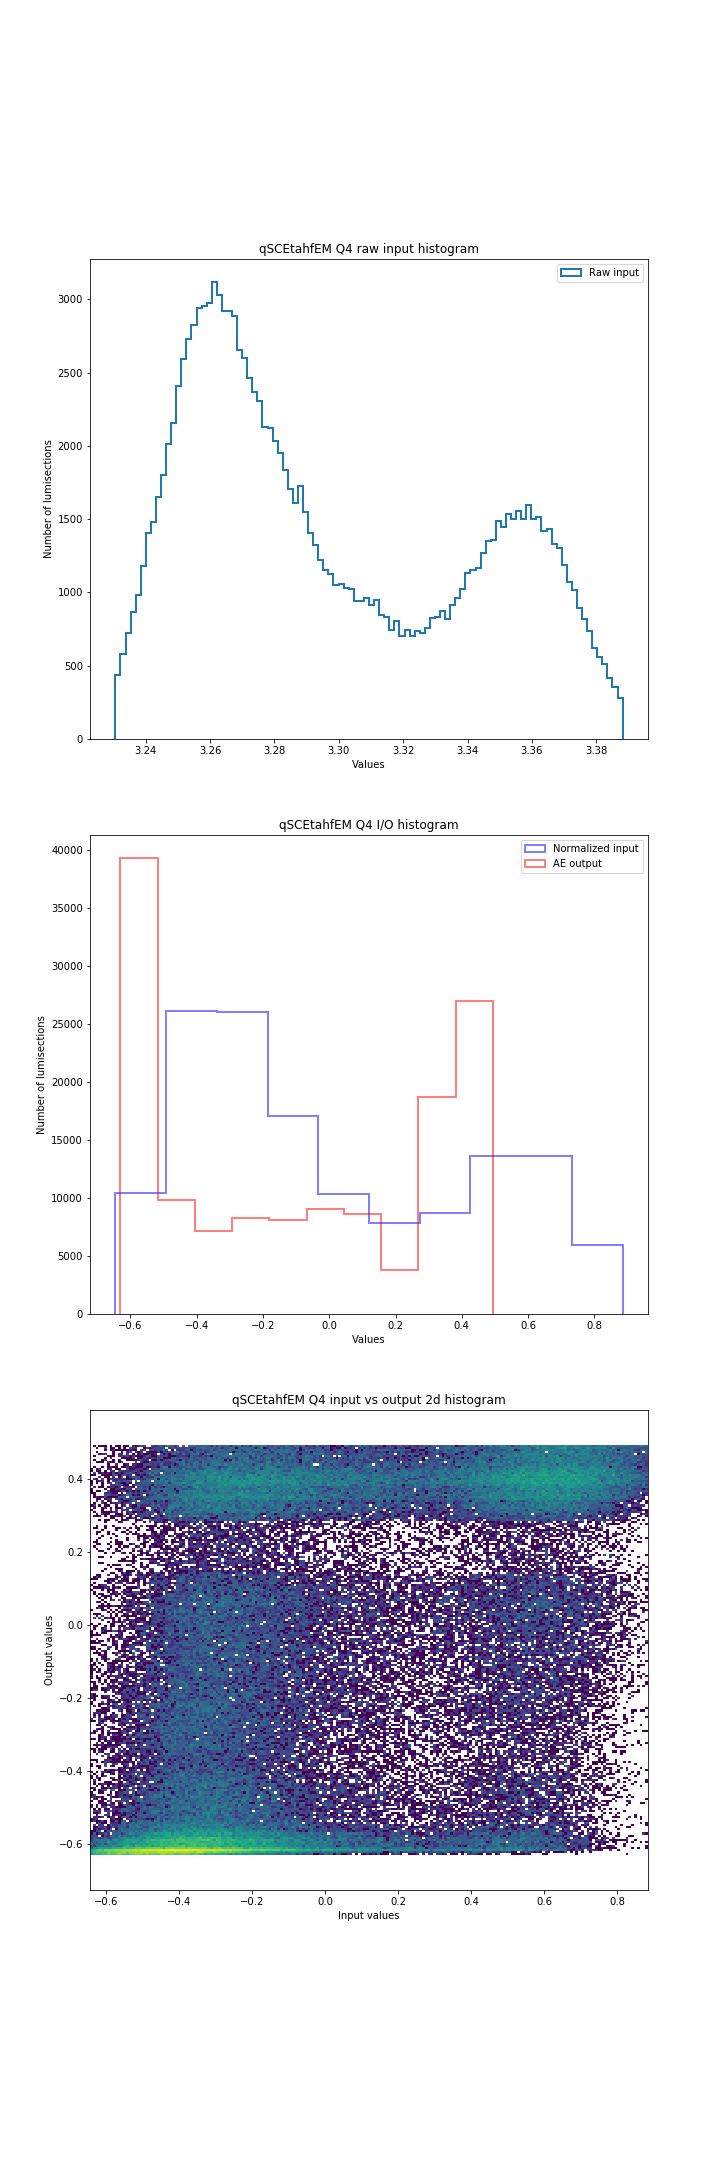 qSCEtahfEM Q4 raw input histogram
Raw input
3000
2500
2000
1500
1000
500
0
Number of lumisections
3.24 3.26 3.28 3.30 3.32 3.34 3.36 3.38
Values
qSCEtahfEM Q4 I/O histogram
Normalized input
AE output
40000
35000
30000
25000
20000
15000
10000
5000
0
Number of lumisections
−0.6 −0.4 −0.2 0.0 0.2 0.4 0.6 0.8
Values
qSCEtahfEM Q4 input vs output 2d histogram
0.4
0.2
0.0
−0.2
−0.4
−0.6
Output values
−0.6 −0.4 −0.2 0.0 0.2 0.4 0.6 0.8
Input values